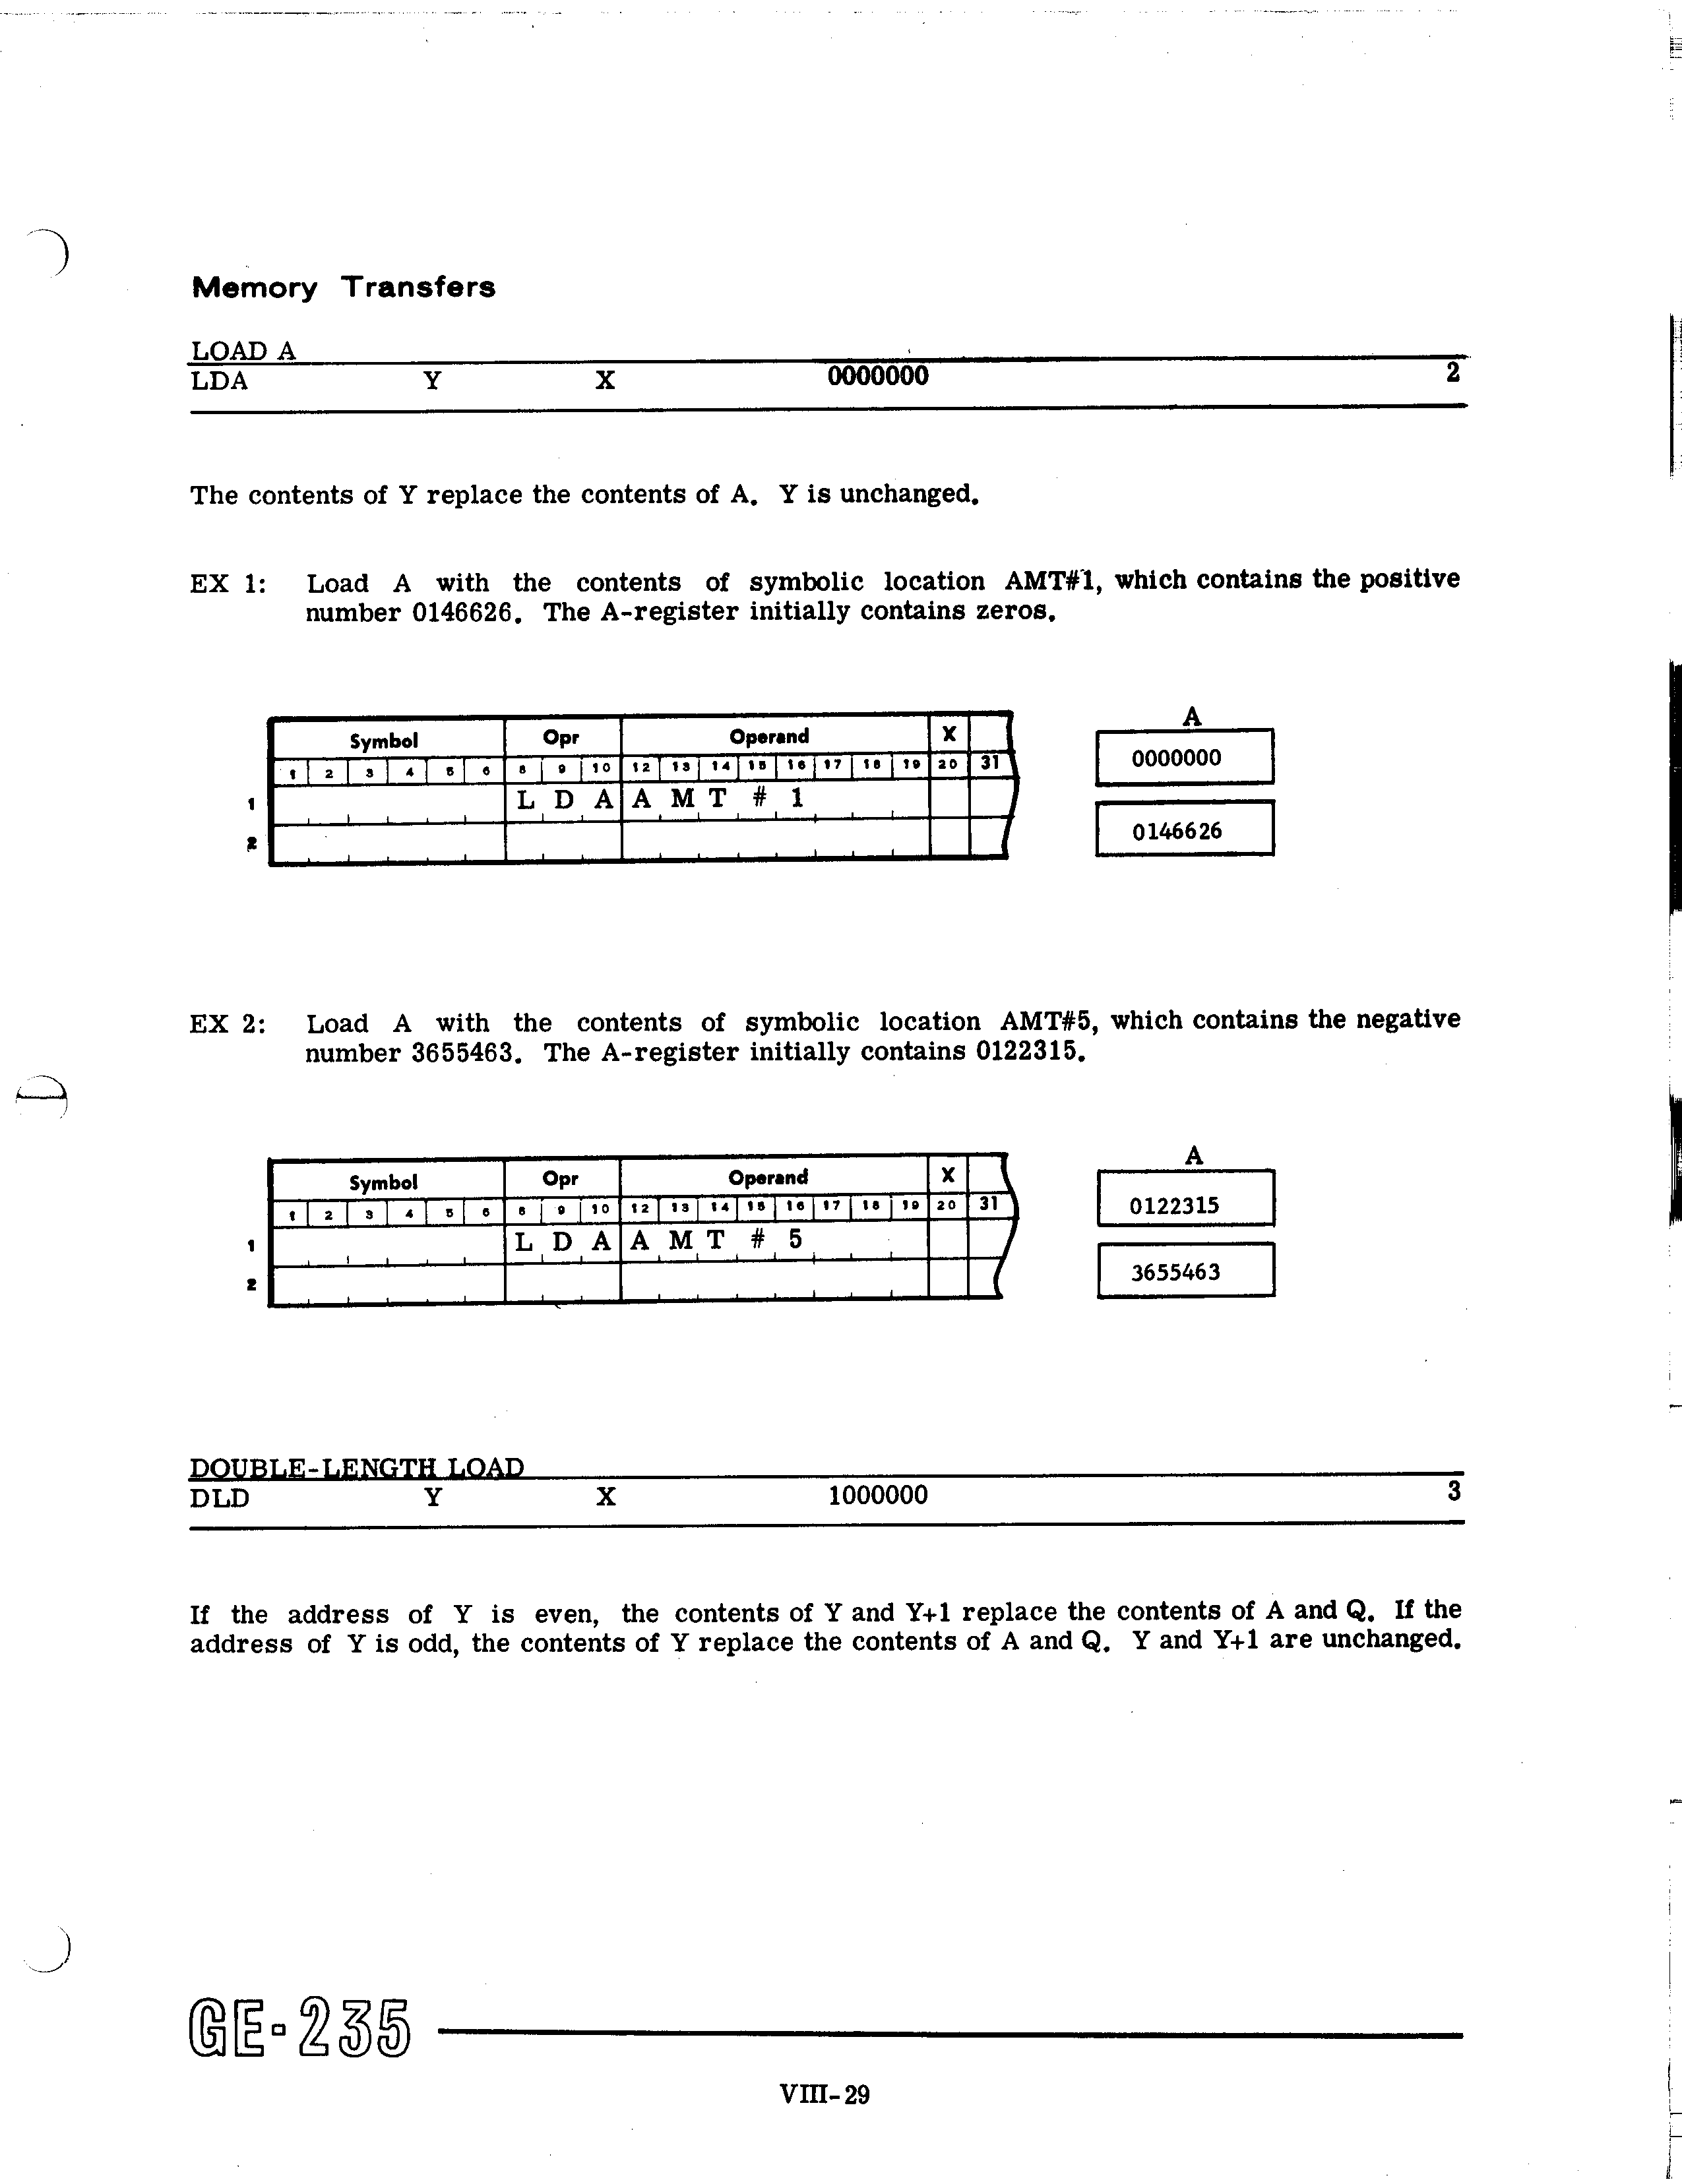 Memory Transfers
LOAD A
LDA Y X 0000000 2
The contents of Y replace the contents of A. Y is unchanged.
EX 1: Load A with the contents of symbolic location AMT#1, which contains the positive
number 0146626. The A-register initially contains zeros.
A
Symbol Opr Operand X
0000000
1 2 3 4 5 6 8 9 10 12 13 14 15 16 17 18 19 20 31
1 L D A A M T # 1
0146626
2
EX 2: Load A with the contents of symbolic location AMT#5, which contains the negative
number 3655463. The A-register initially contains 0122315.
A
Symbol Opr Operand X
1 2 3 4 5 6 8 9 10 12 13 14 15 16 17 18 19 20 31
0122315
1 L D A A M T # 5
3655463
2
DOUBLE-LENGTH LOAD
DLD Y X 1000000 3
If the address of Y is even, the contents of Y and Y+1 replace the contents of A and Q. If the
address of Y is odd, the contents of Y replace the contents of A and Q. Y and Y+1 are unchanged.
GE-235
VIII-29